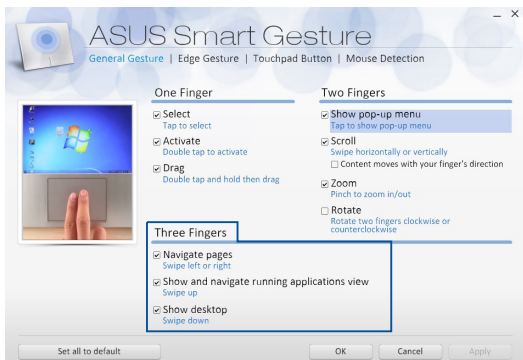 ASUS Smart Gesture
General Gesture | Edge Gesture | Touchpad Button | Mouse Detection
One Finger
Select
Tap to select
Activate
Double tap to activate
Drag
Double tap and hold then drag
Two Fingers
Show pop-up menu
Tap to show pop-up menu
Scroll
Swipe horizontally or vertically
Content moves with your finger's direction
Zoom
Pinch to zoom in/out
Rotate
Rotate two fingers clockwise or
counterclockwise
Three Fingers
Navigate pages
Swipe left or right
Show and navigate running applications view
Swipe up
Show desktop
Swipe down
Set all to default
OK
Cancel
Apply